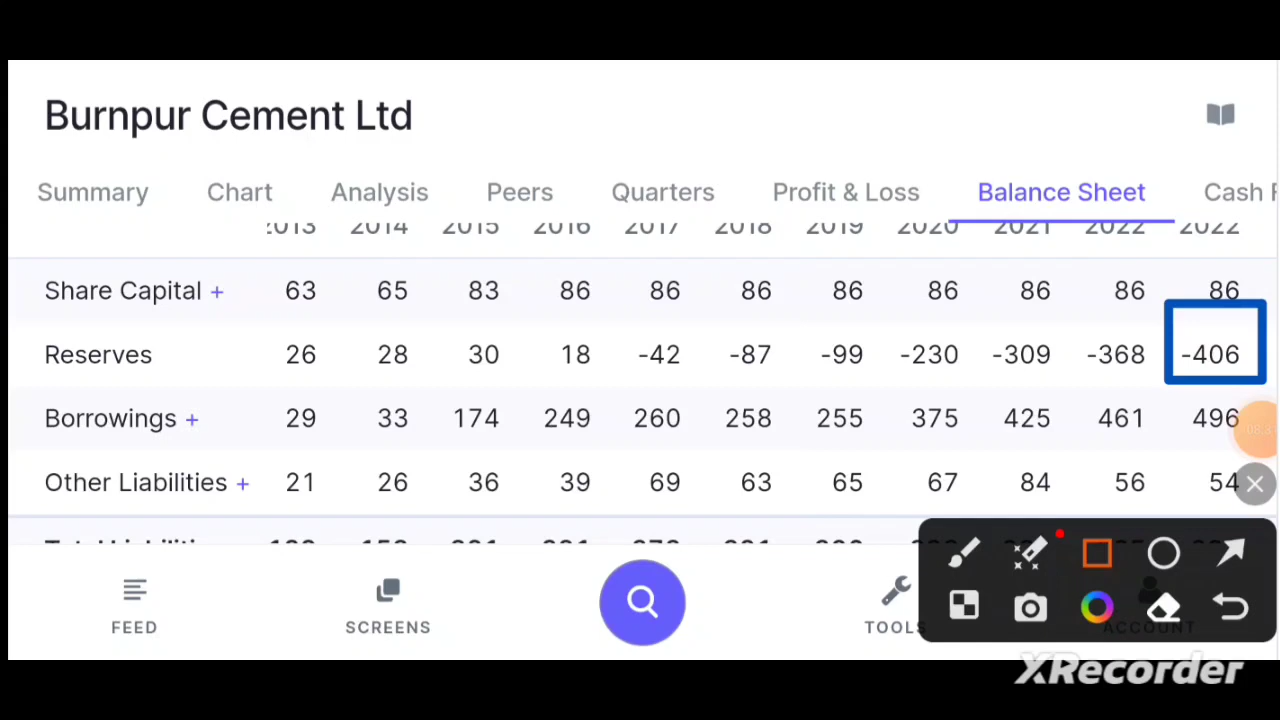 Burnpur Cement Ltd
Summary Chart Analysis Peers Quarters Profit & Loss Balance Sheet Cash F
2013 2014 2015 2016 2017 2018 2019 2020 2021 2022 2022
Share Capital + 63 65 83 86 86 86 86 86 86 86 86
Reserves 26 28 30 18 -42 -87 -99 -230 -309 -368 -406
Borrowings + 29 33 174 249 260 258 255 375 425 461 496
Other Liabilities + 21 26 36 39 69 63 65 67 84 56 54
FEED SCREENS TOOLS ACCOUNT
XRecorder